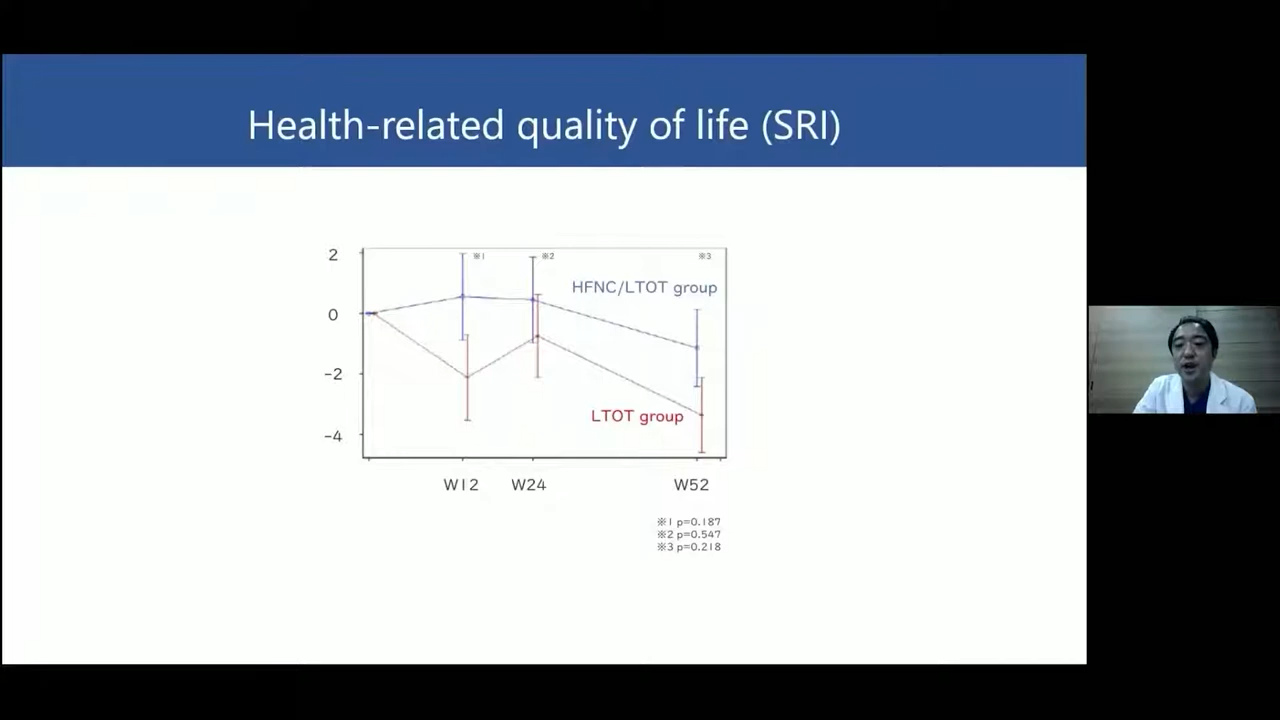 Health-related quality of life (SRI)
2
※1
※2
※3
HFNC/LTOT group
0
-2
LTOT group
-4
W12
W24
W52
※1 p=0.187
※2 p=0.547
※3 p=0.218